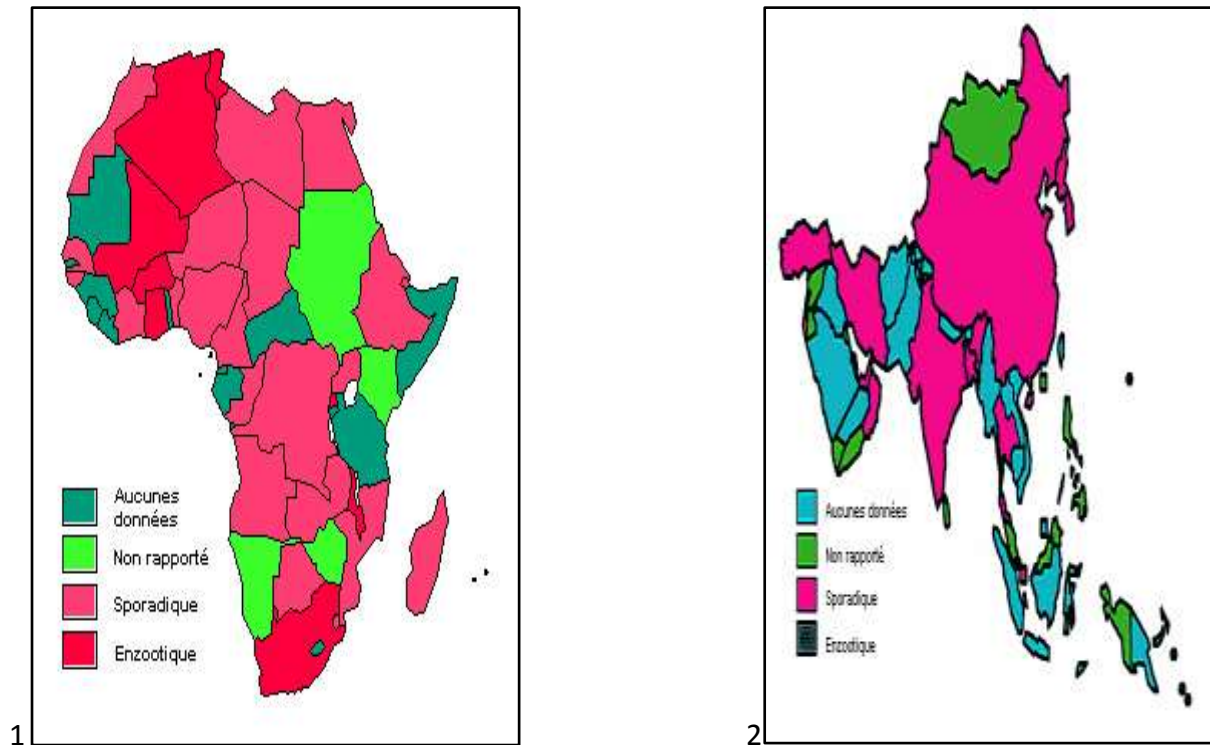 Aucunes
données
Non rapporté
Sporadique
Enzootique
1
Aucunes données
Non rapporté
Sporadique
Enzootique
2